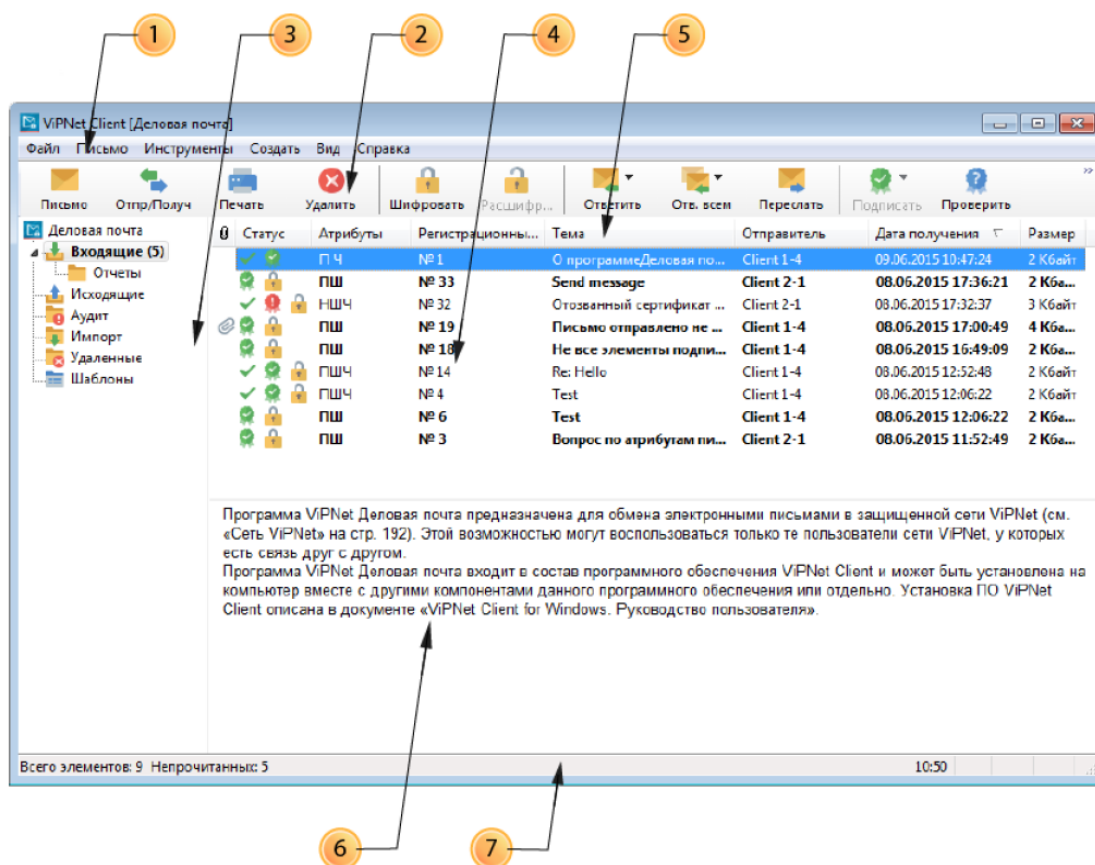 1 3 2 4 5
ViPNet Client [Деловая почта]
Файл Письмо Инструменты Создать Вид Справка
Письмо Отпр/Получ Печать Удалить Шифровать Расшифр... Ответить Отв. всем Переслать Подписать Проверить »
Деловая почта
Входящие (5)
Отчеты
Исходящие
Аудит
Импорт
Удаленные
Шаблоны
Статус Атрибуты Регистрационны... Тема Отправитель Дата получения Размер
П Ч № 1 О программеДеловая по... Client 1-4 09.06.2015 10:47:24 2 Кбайт
ПШ № 33 Send message Client 2-1 08.06.2015 17:36:21 2 Кба...
НШЧ № 32 Отозванный сертификат ... Client 2-1 08.06.2015 17:32:37 3 Кбайт
ПШ № 19 Письмо отправлено не ... Client 1-4 08.06.2015 17:00:49 4 Кба...
ПШ № 18 Не все элементы подпи... Client 1-4 08.06.2015 16:49:09 2 Кба...
ПШЧ № 14 Re: Hello Client 1-4 08.06.2015 12:52:48 2 Кбайт
ПШЧ № 4 Test Client 1-4 08.06.2015 12:06:22 2 Кбайт
ПШ № 6 Test Client 1-4 08.06.2015 12:06:22 2 Кба...
ПШ № 3 Вопрос по атрибутам пи... Client 2-1 08.06.2015 11:52:49 2 Кба...
Программа ViPNet Деловая почта предназначена для обмена электронными письмами в защищенной сети ViPNet (см.
«Сеть ViPNet» на стр. 192). Этой возможностью могут воспользоваться только те пользователи сети ViPNet, у которых
есть связь друг с другом.
Программа ViPNet Деловая почта входит в состав программного обеспечения ViPNet Client и может быть установлена на
компьютер вместе с другими компонентами данного программного обеспечения или отдельно. Установка ПО ViPNet
Client описана в документе «ViPNet Client for Windows. Руководство пользователя».
Всего элементов: 9 Непрочитанных: 5 10:50
6 7